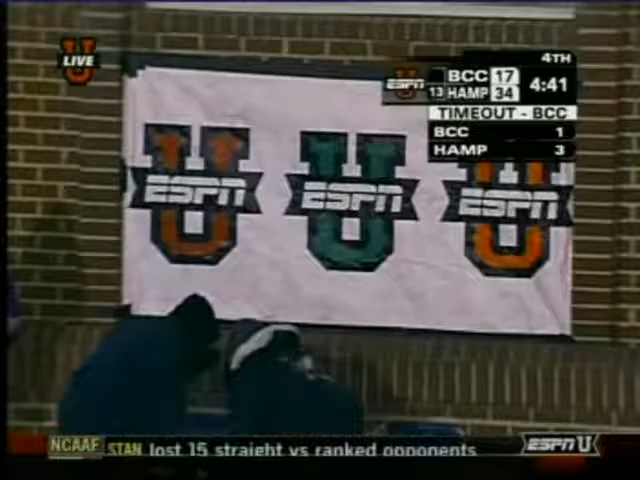 LIVE
U
4TH
ESPN
BCC 17
4:41
13 HAMP 34
TIMEOUT - BCC
BCC 1
HAMP 3
U
ESPN
U
ESPN
U
ESPN
NCAAF STAN lost 15 straight vs ranked opponents
ESPN U